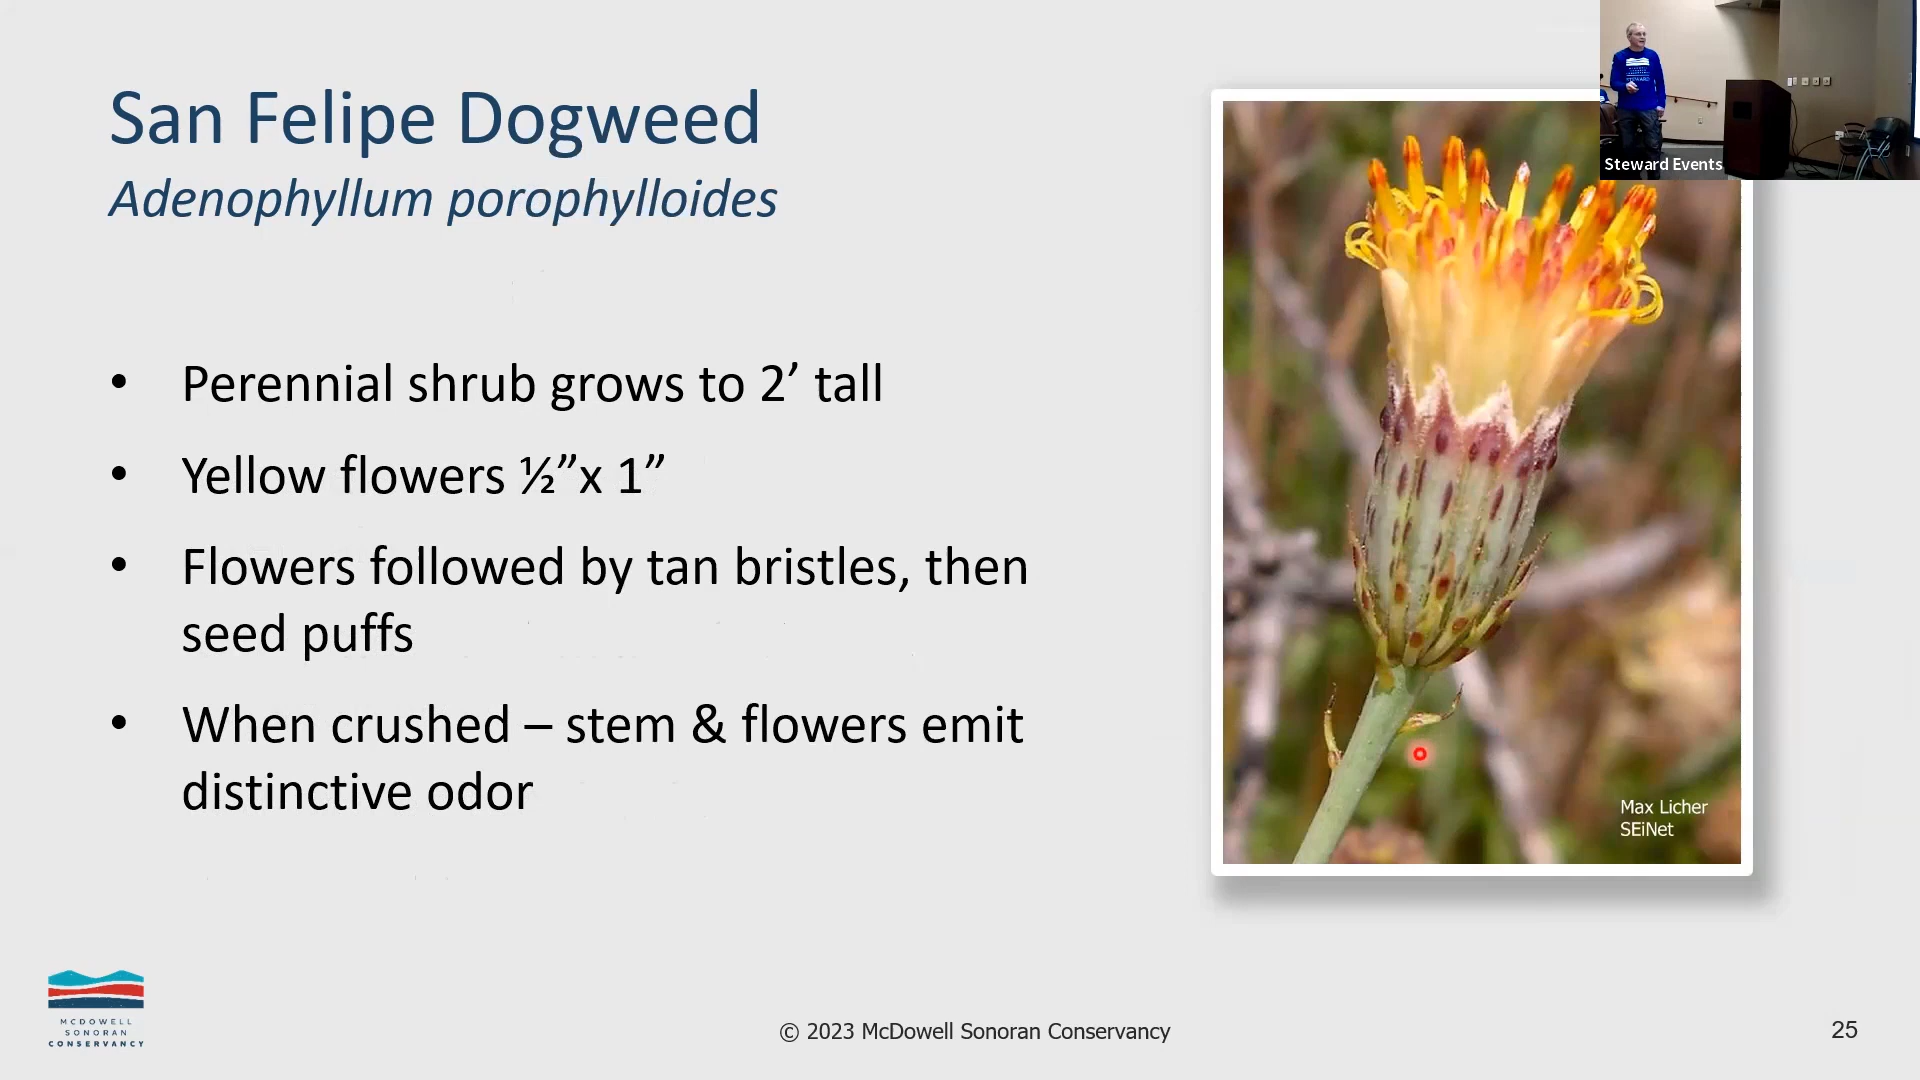 San Felipe Dogweed
Adenophyllum porophylloides
• Perennial shrub grows to 2’ tall
• Yellow flowers ½”x 1”
• Flowers followed by tan bristles, then
seed puffs
• When crushed – stem & flowers emit
distinctive odor
Steward Events
Max Licher
SEiNet
MCDOWELL
SONORAN
CONSERVANCY
© 2023 McDowell Sonoran Conservancy
25